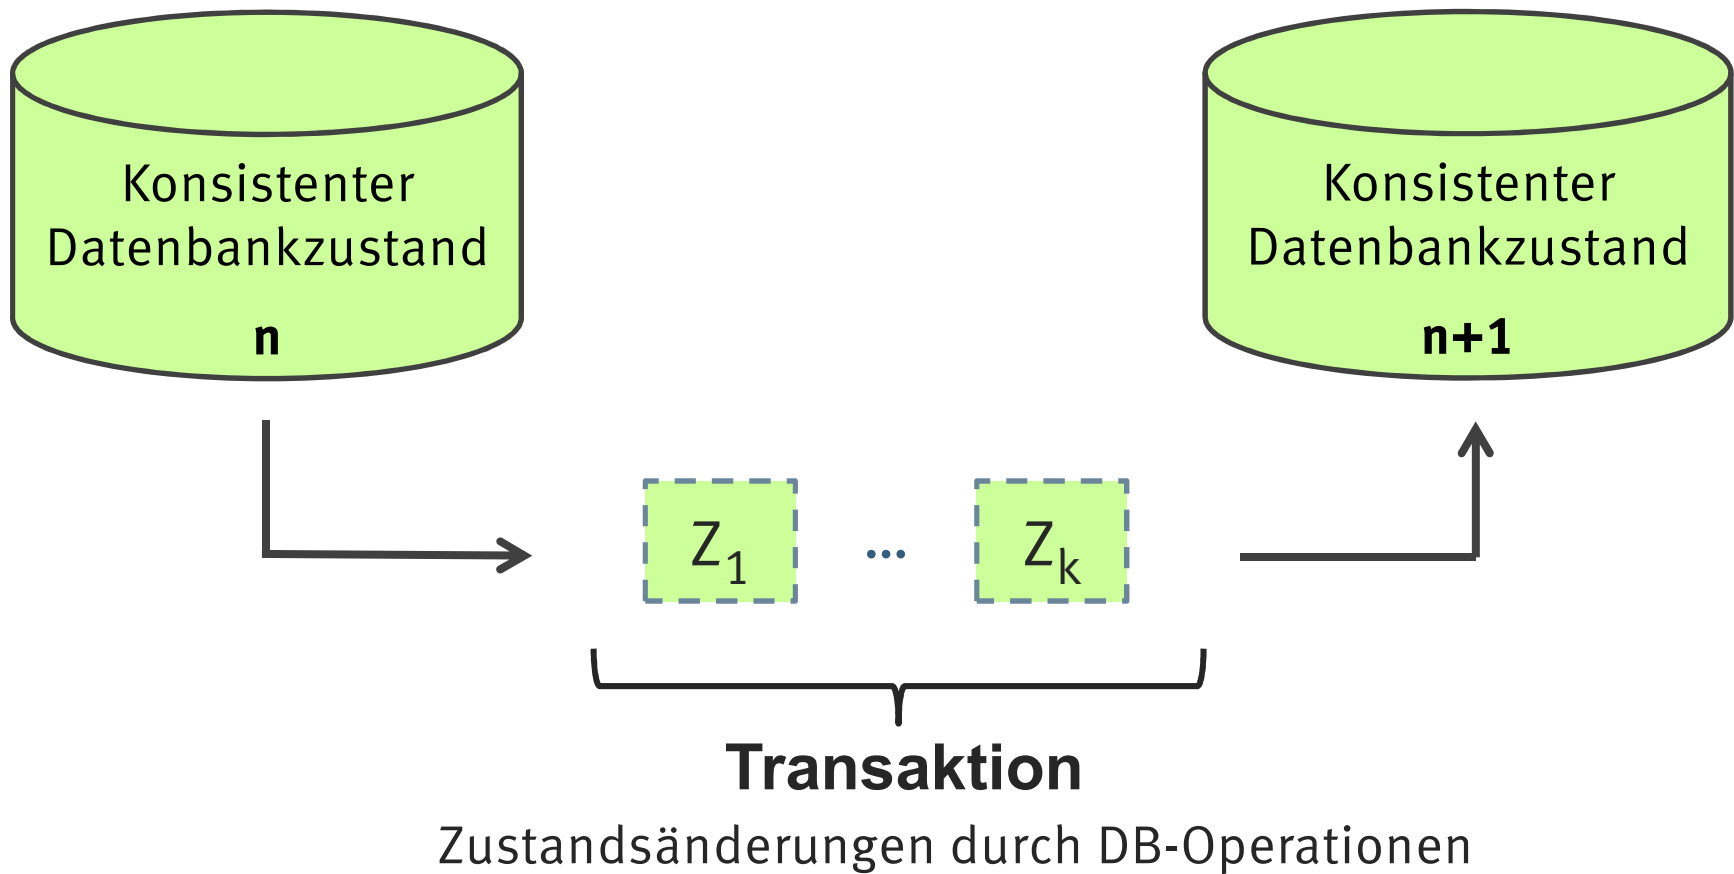 Konsistenter
Datenbankzustand
n
Konsistenter
Datenbankzustand
n+1
Z1
...
Zk
Transaktion
Zustandsänderungen durch DB-Operationen